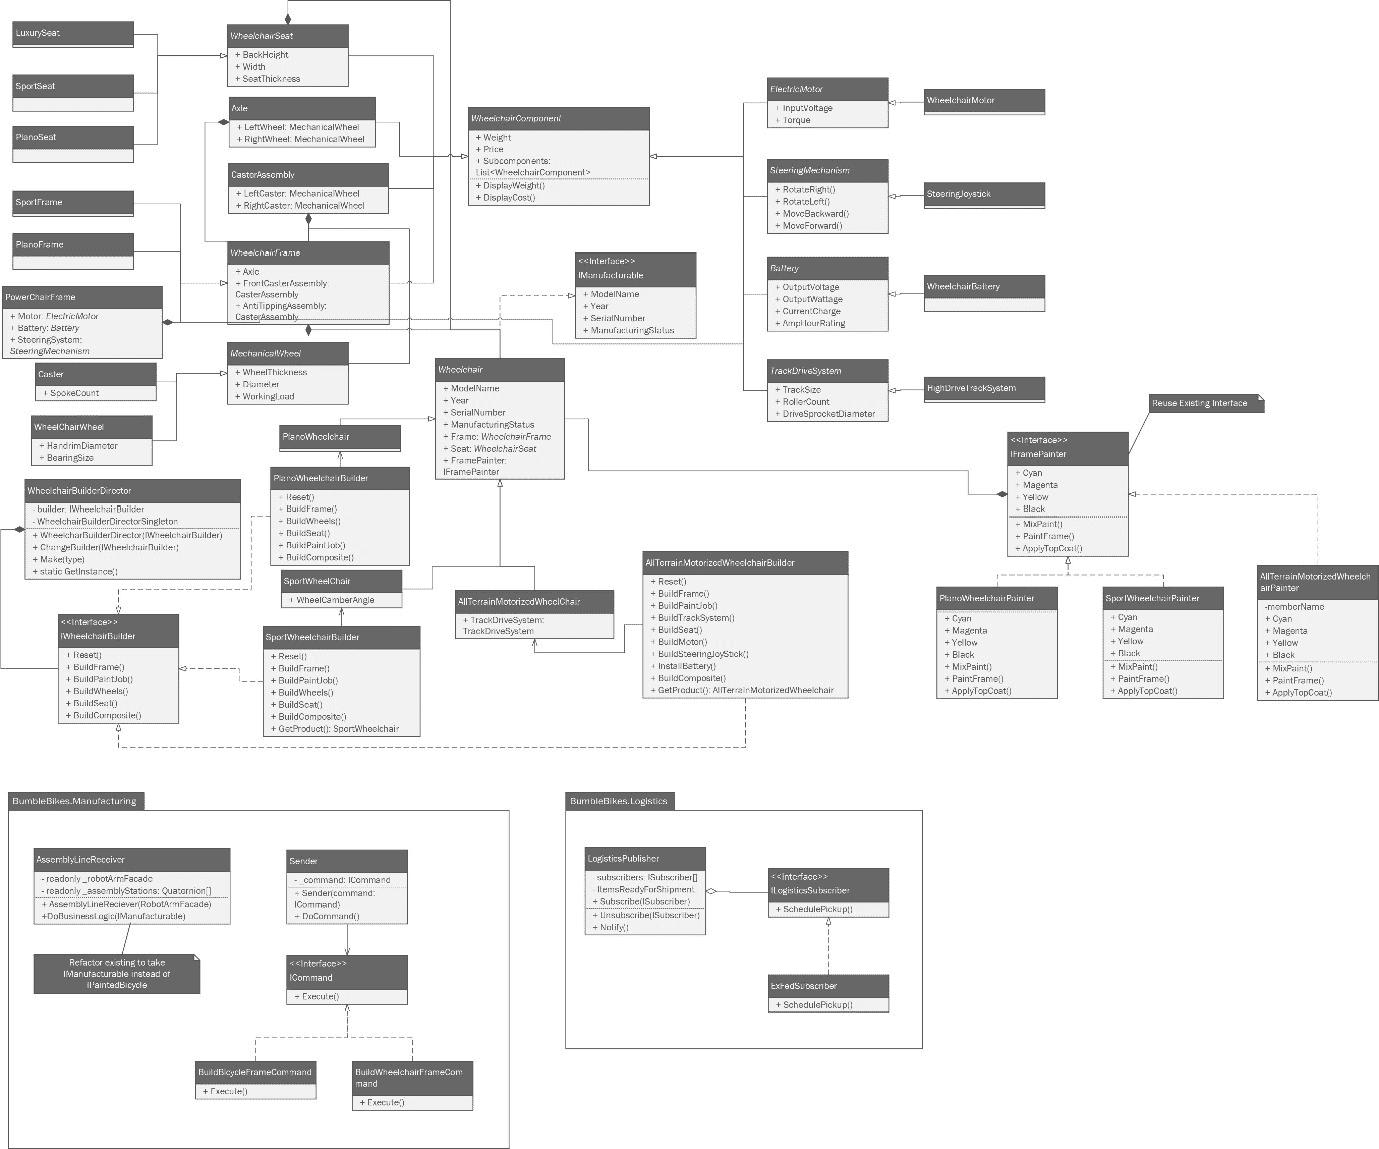 LuxurySeat
SportSeat
PlanoSeat
WheelchairSeat
+ BackHeight
+ Width
+ SeatThickness
Axle
+ LeftWheel: MechanicalWheel
+ RightWheel: MechanicalWheel
CasterAssembly
+ LeftCaster: MechanicalWheel
+ RightCaster: MechanicalWheel
SportFrame
PlanoFrame
WheelchairFrame
+ Axle
+ FrontCasterAssembly:
CasterAssembly
+ AntiTippingAssembly:
CasterAssembly
PowerChairFrame
+ Motor: ElectricMotor
+ Battery: Battery
+ SteeringSystem:
SteeringMechanism
MechanicalWheel
+ WheelThickness
+ Diameter
+ WorkingLoad
Caster
+ SpokeCount
WheelChairWheel
+ HandrimDiameter
+ BearingSize
WheelchairComponent
+ Weight
+ Price
+ Subcomponents:
List<WheelchairComponent>
+ DisplayWeight()
+ DisplayCost()
<<Interface>>
IManufacturable
+ ModelName
+ Year
+ SerialNumber
+ ManufacturingStatus
ElectricMotor
+ InputVoltage
+ Torque
WheelchairMotor
SteeringMechanism
+ RotateRight()
+ RotateLeft()
+ MoveBackward()
+ MoveForward()
SteeringJoystick
Battery
+ OutputVoltage
+ OutputWattage
+ CurrentCharge
+ AmpHourRating
WheelchairBattery
TrackDriveSystem
+ TrackSize
+ RollerCount
+ DriveSprocketDiameter
HighDriveTrackSystem
Wheelchair
+ ModelName
+ Year
+ SerialNumber
+ ManufacturingStatus
+ Frame: WheelchairFrame
+ Seat: WheelchairSeat
+ FramePainter:
IFramePainter
PlanoWheelchair
PlanoWheelchairBuilder
+ Reset()
+ BuildFrame()
+ BuildWheels()
+ BuildSeat()
+ BuildPaintJob()
+ BuildComposite()
WheelchairBuilderDirector
- builder: IWheelchairBuilder
- WheelchairBuilderDirectorSingleton
+ WheelcharBuilderDirector(IWheelchairBuilder)
+ ChangeBuilder(IWheelchairBuilder)
+ Make(type)
+ static GetInstance()
<<Interface>>
IWheelchairBuilder
+ Reset()
+ BuildFrame()
+ BuildPaintJob()
+ BuildWheels()
+ BuildSeat()
+ BuildComposite()
SportWheelChair
+ WheelCamberAngle
SportWheelchairBuilder
+ Reset()
+ BuildFrame()
+ BuildPaintJob()
+ BuildWheels()
+ BuildSeat()
+ BuildComposite()
+ GetProduct(): SportWheelchair
AllTerrainMotorizedWheelChair
+ TrackDriveSystem:
TrackDriveSystem
AllTerrainMotorizedWheelchairBuilder
+ Reset()
+ BuildFrame()
+ BuildPaintJob()
+ BuildTrackSystem()
+ BuildSeat()
+ BuildMotor()
+ BuildSteeringJoyStick()
+ InstallBattery()
+ BuildComposite()
+ GetProduct(): AllTerrainMotorizedWheelchair
Reuse Existing Interface
<<Interface>>
IFramePainter
+ Cyan
+ Magenta
+ Yellow
+ Black
+ MixPaint()
+ PaintFrame()
+ ApplyTopCoat()
PlanoWheelchairPainter
+ Cyan
+ Magenta
+ Yellow
+ Black
+ MixPaint()
+ PaintFrame()
+ ApplyTopCoat()
SportWheelchairPainter
+ Cyan
+ Magenta
+ Yellow
+ Black
+ MixPaint()
+ PaintFrame()
+ ApplyTopCoat()
AllTerrainMotorizedWheelch
airPainter
-memberName
+ Cyan
+ Magenta
+ Yellow
+ Black
+ MixPaint()
+ PaintFrame()
+ ApplyTopCoat()
BumbleBikes.Manufacturing
AssemblyLineReceiver
- readonly _robotArmFacade
- readonly _assemblyStations: Quaternion[]
+ AssemblyLineReciever(RobotArmFacade)
+DoBusinessLogic(IManufacturable)
Refactor existing to take
IManufacturable instead of
IPaintedBicycle
Sender
- _command: ICommand
+ Sender(command:
ICommand)
+ DoCommand()
<<Interface>>
ICommand
+ Execute()
BuildBicycleFrameCommand
+ Execute()
BuildWheelchairFrameCom
mand
+ Execute()
BumbleBikes.Logistics
LogisticsPublisher
- subscribers: ISubscriber[]
- ItemsReadyForShipment
+ Subscribe(ISubscriber)
+ Unsubscribe(ISubscriber)
+ Notify()
<<Interface>>
ILogisticsSubscriber
+ SchedulePickup()
ExFedSubscriber
+ SchedulePickup()